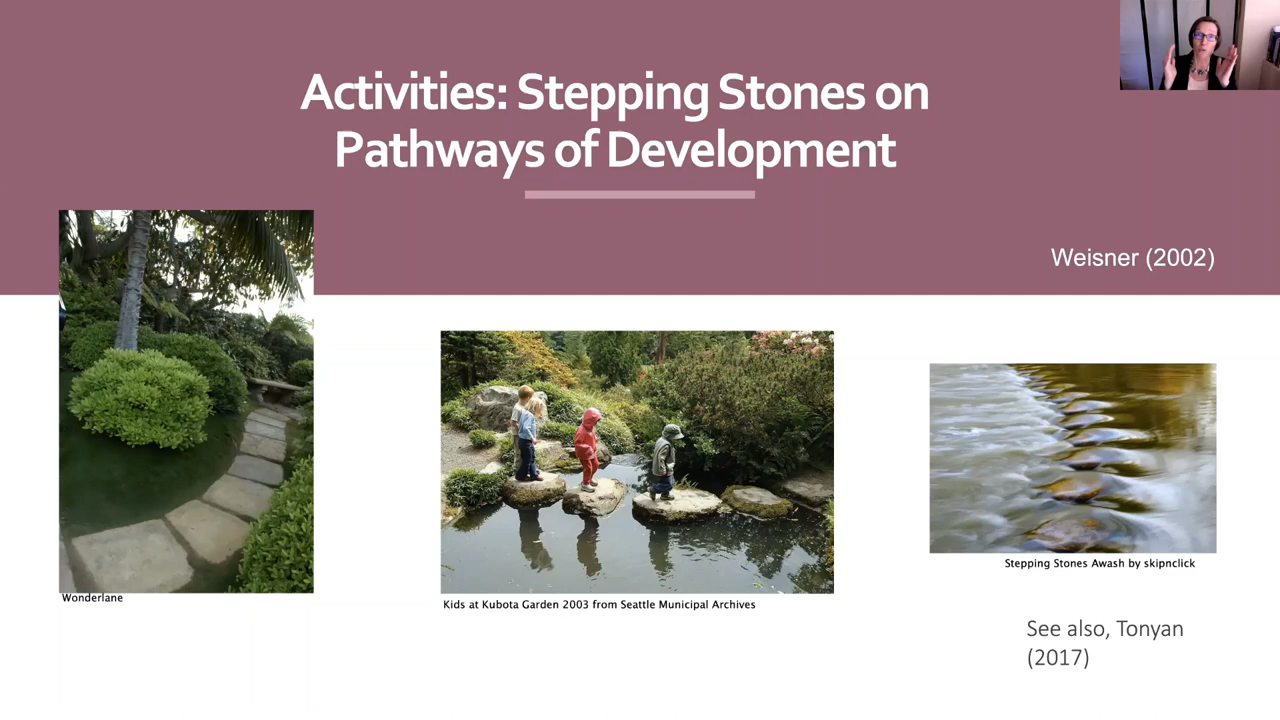 Activities: Stepping Stones on
Pathways of Development
Weisner (2002)
Wonderlane
Kids at Kubota Garden 2003 from Seattle Municipal Archives
Stepping Stones Awash by skipnclick
See also, Tonyan
(2017)